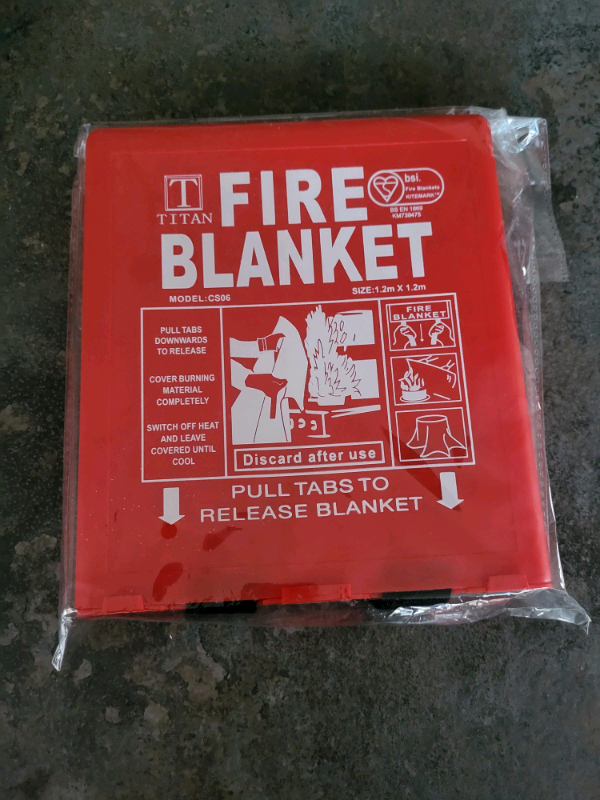 T
TITAN
FIRE
BLANKET
bsi.
Fire Blankets
KITEMARK™
BS EN 1869
KM739475
MODEL:CS06
SIZE:1.2m X 1.2m
PULL TABS
DOWNWARDS
TO RELEASE
COVER BURNING
MATERIAL
COMPLETELY
SWITCH OFF HEAT
AND LEAVE
COVERED UNTIL
COOL
Discard after use
FIRE
BLANKET
PULL TABS TO
RELEASE BLANKET